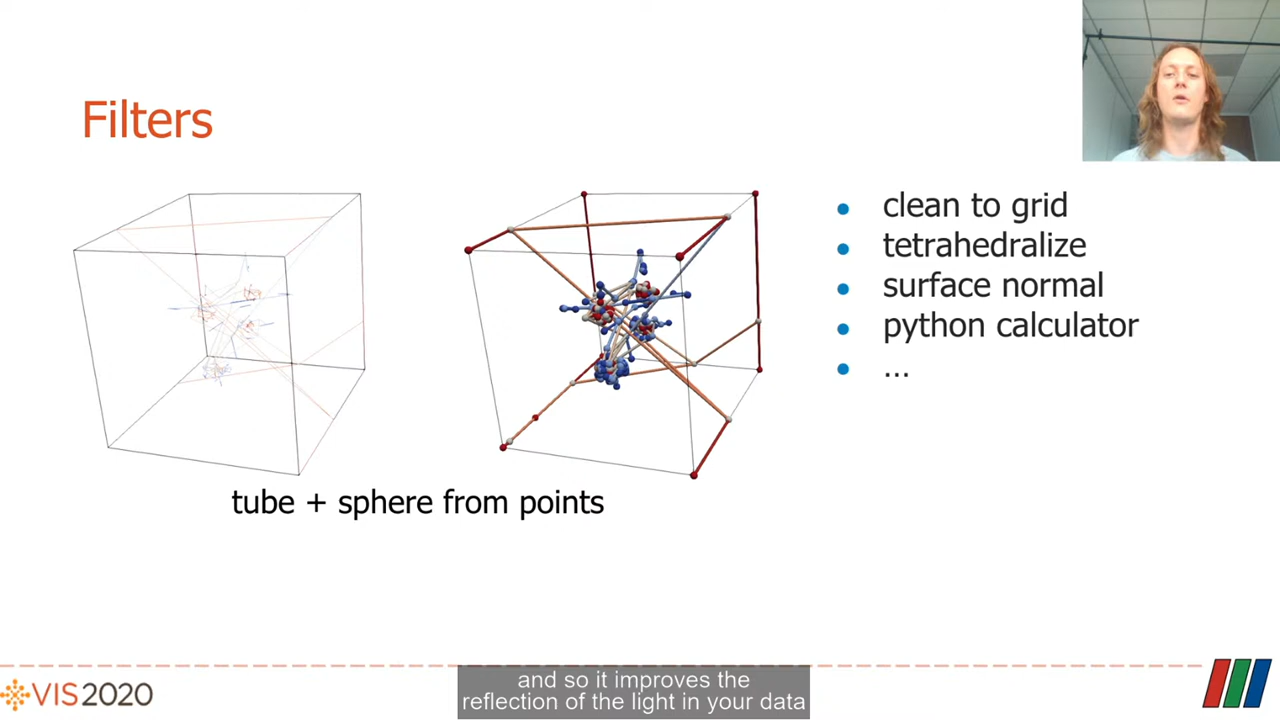 Filters
clean to grid
tetrahedralize
surface normal
python calculator
...
tube + sphere from points
and so it improves the
reflection of the light in your data
VIS2020